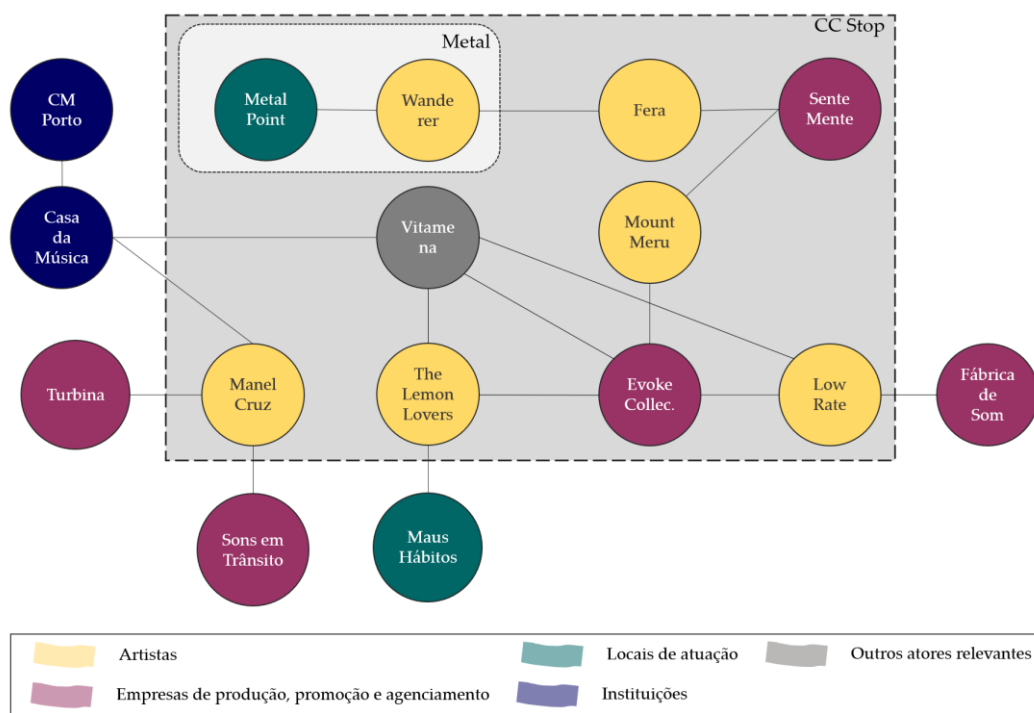 Metal
CC Stop
CM
Porto
Metal
Point
Wande
rer
Fera
Sente
Mente
Casa
da
Música
Vitame
na
Mount
Meru
Turbina
Manel
Cruz
The
Lemon
Lovers
Evoke
Collec.
Low
Rate
Fábrica
de
Som
Sons em
Trânsito
Maus
Hábitos
Artistas
Locais de atuação
Outros atores relevantes
Empresas de produção, promoção e agenciamento
Instituições